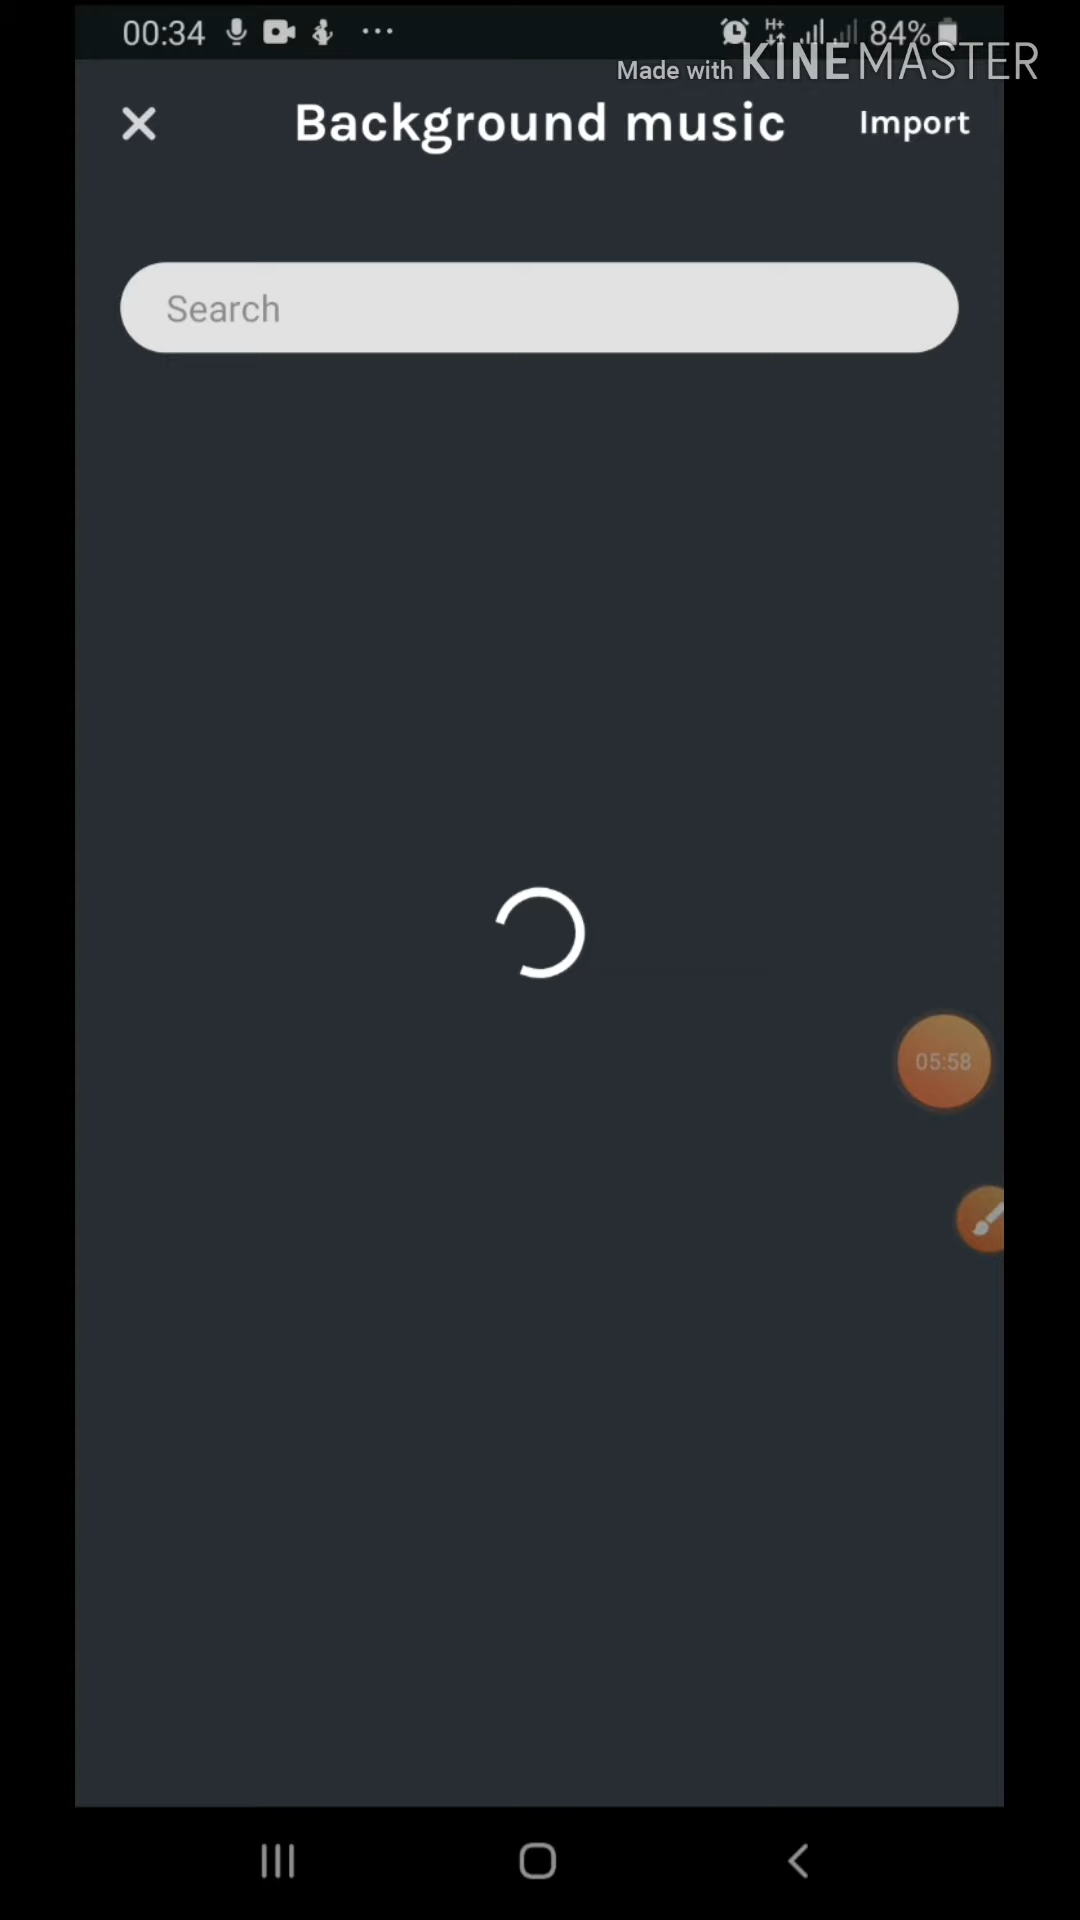 00:34 ... 84%
Made with KINEMASTER
Background music
Import
Search
05:58